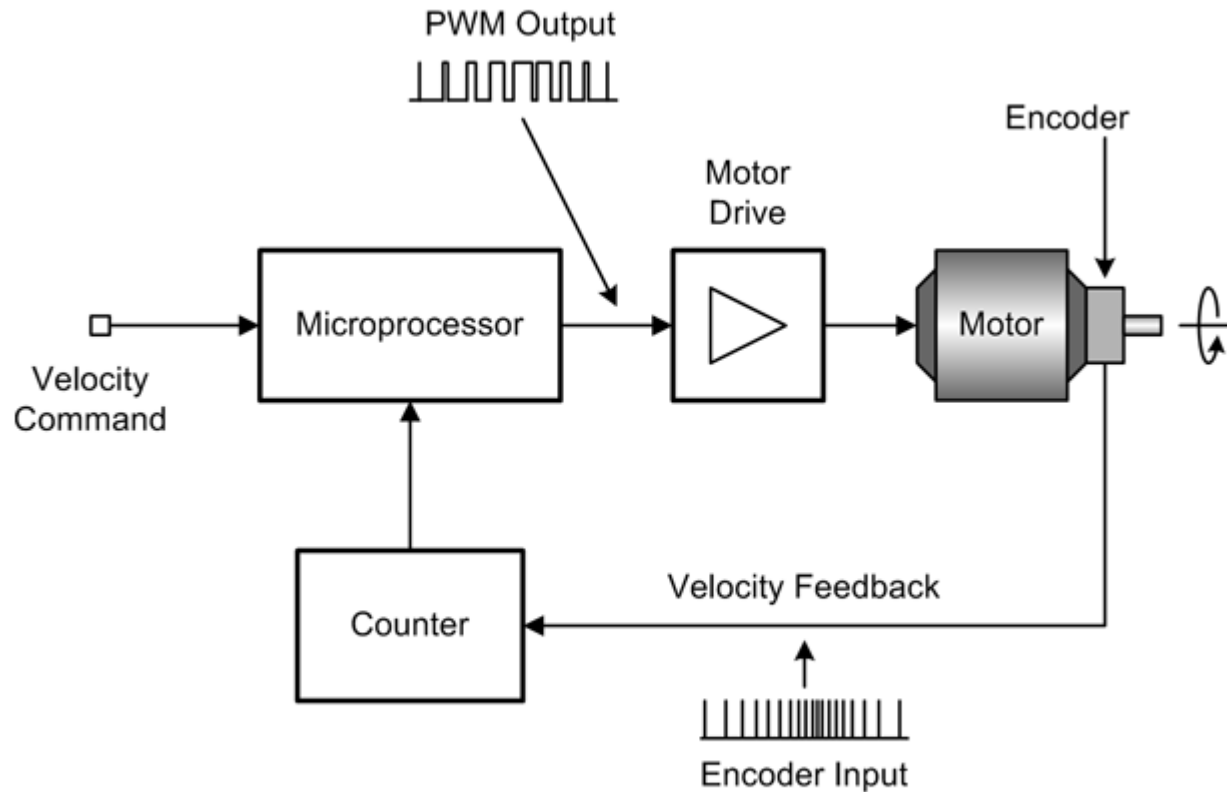 PWM Output
Encoder
Motor
Drive
Microprocessor
Motor
Velocity
Command
Counter
Velocity Feedback
Encoder Input